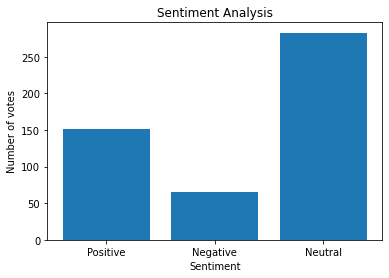 Sentiment Analysis
Number of votes
250
200
150
100
50
0
Positive Negative Neutral
Sentiment